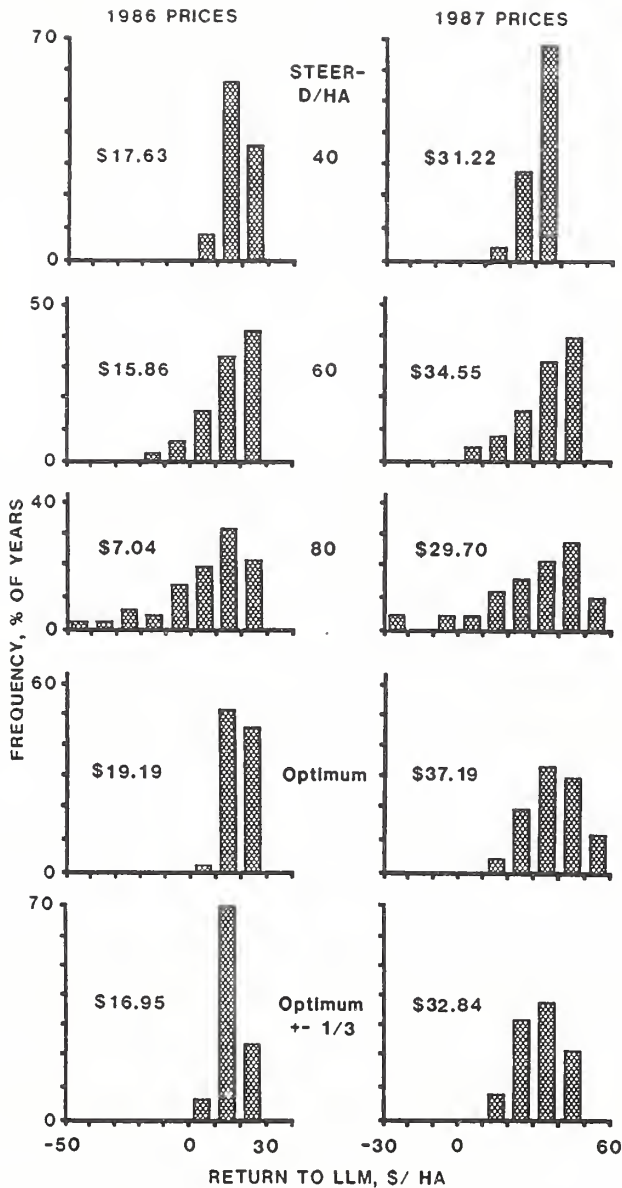 1986 PRICES 1987 PRICES
70
STEER-
D/HA
$17.63 40 $31.22
0
50
$15.86 60 $34.55
0
40
$7.04 80 $29.70
0
60
$19.19 Optimum $37.19
0
70
$16.95 Optimum $32.84
+- 1/3
0
-50 0 30 -30 0 60
RETURN TO LLM, $/ HA
FREQUENCY, % OF YEARS